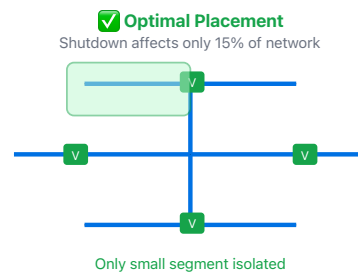 ✅ Optimal Placement
Shutdown affects only 15% of network
V
V
V
V
Only small segment isolated